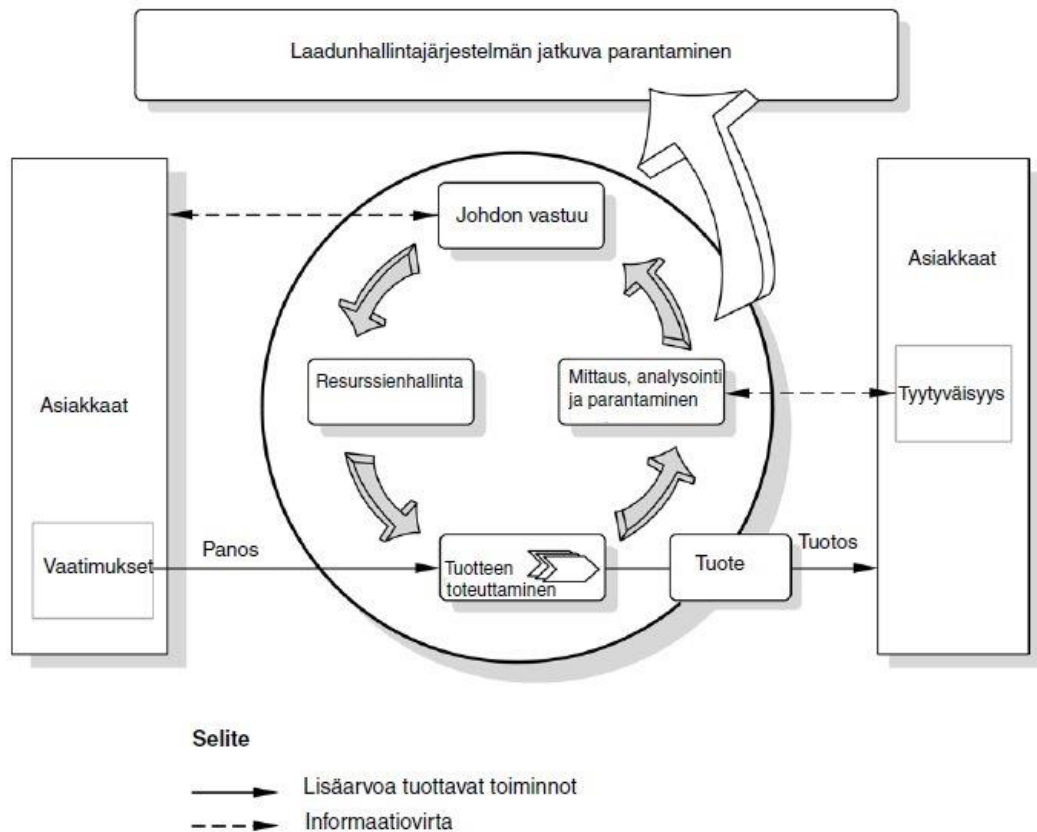 Laadunhallintajärjestelmän jatkuva parantaminen
Johdon vastuu
Asiakkaat
Resurssienhallinta
Mittaus, analysointi
ja parantaminen
Asiakkaat
Tyytyväisyys
Vaatimukset
Panos
Tuotteen
toteuttaminen
Tuote
Tuotos
Selite
Lisäarvoa tuottavat toiminnot
Informaatiovirta